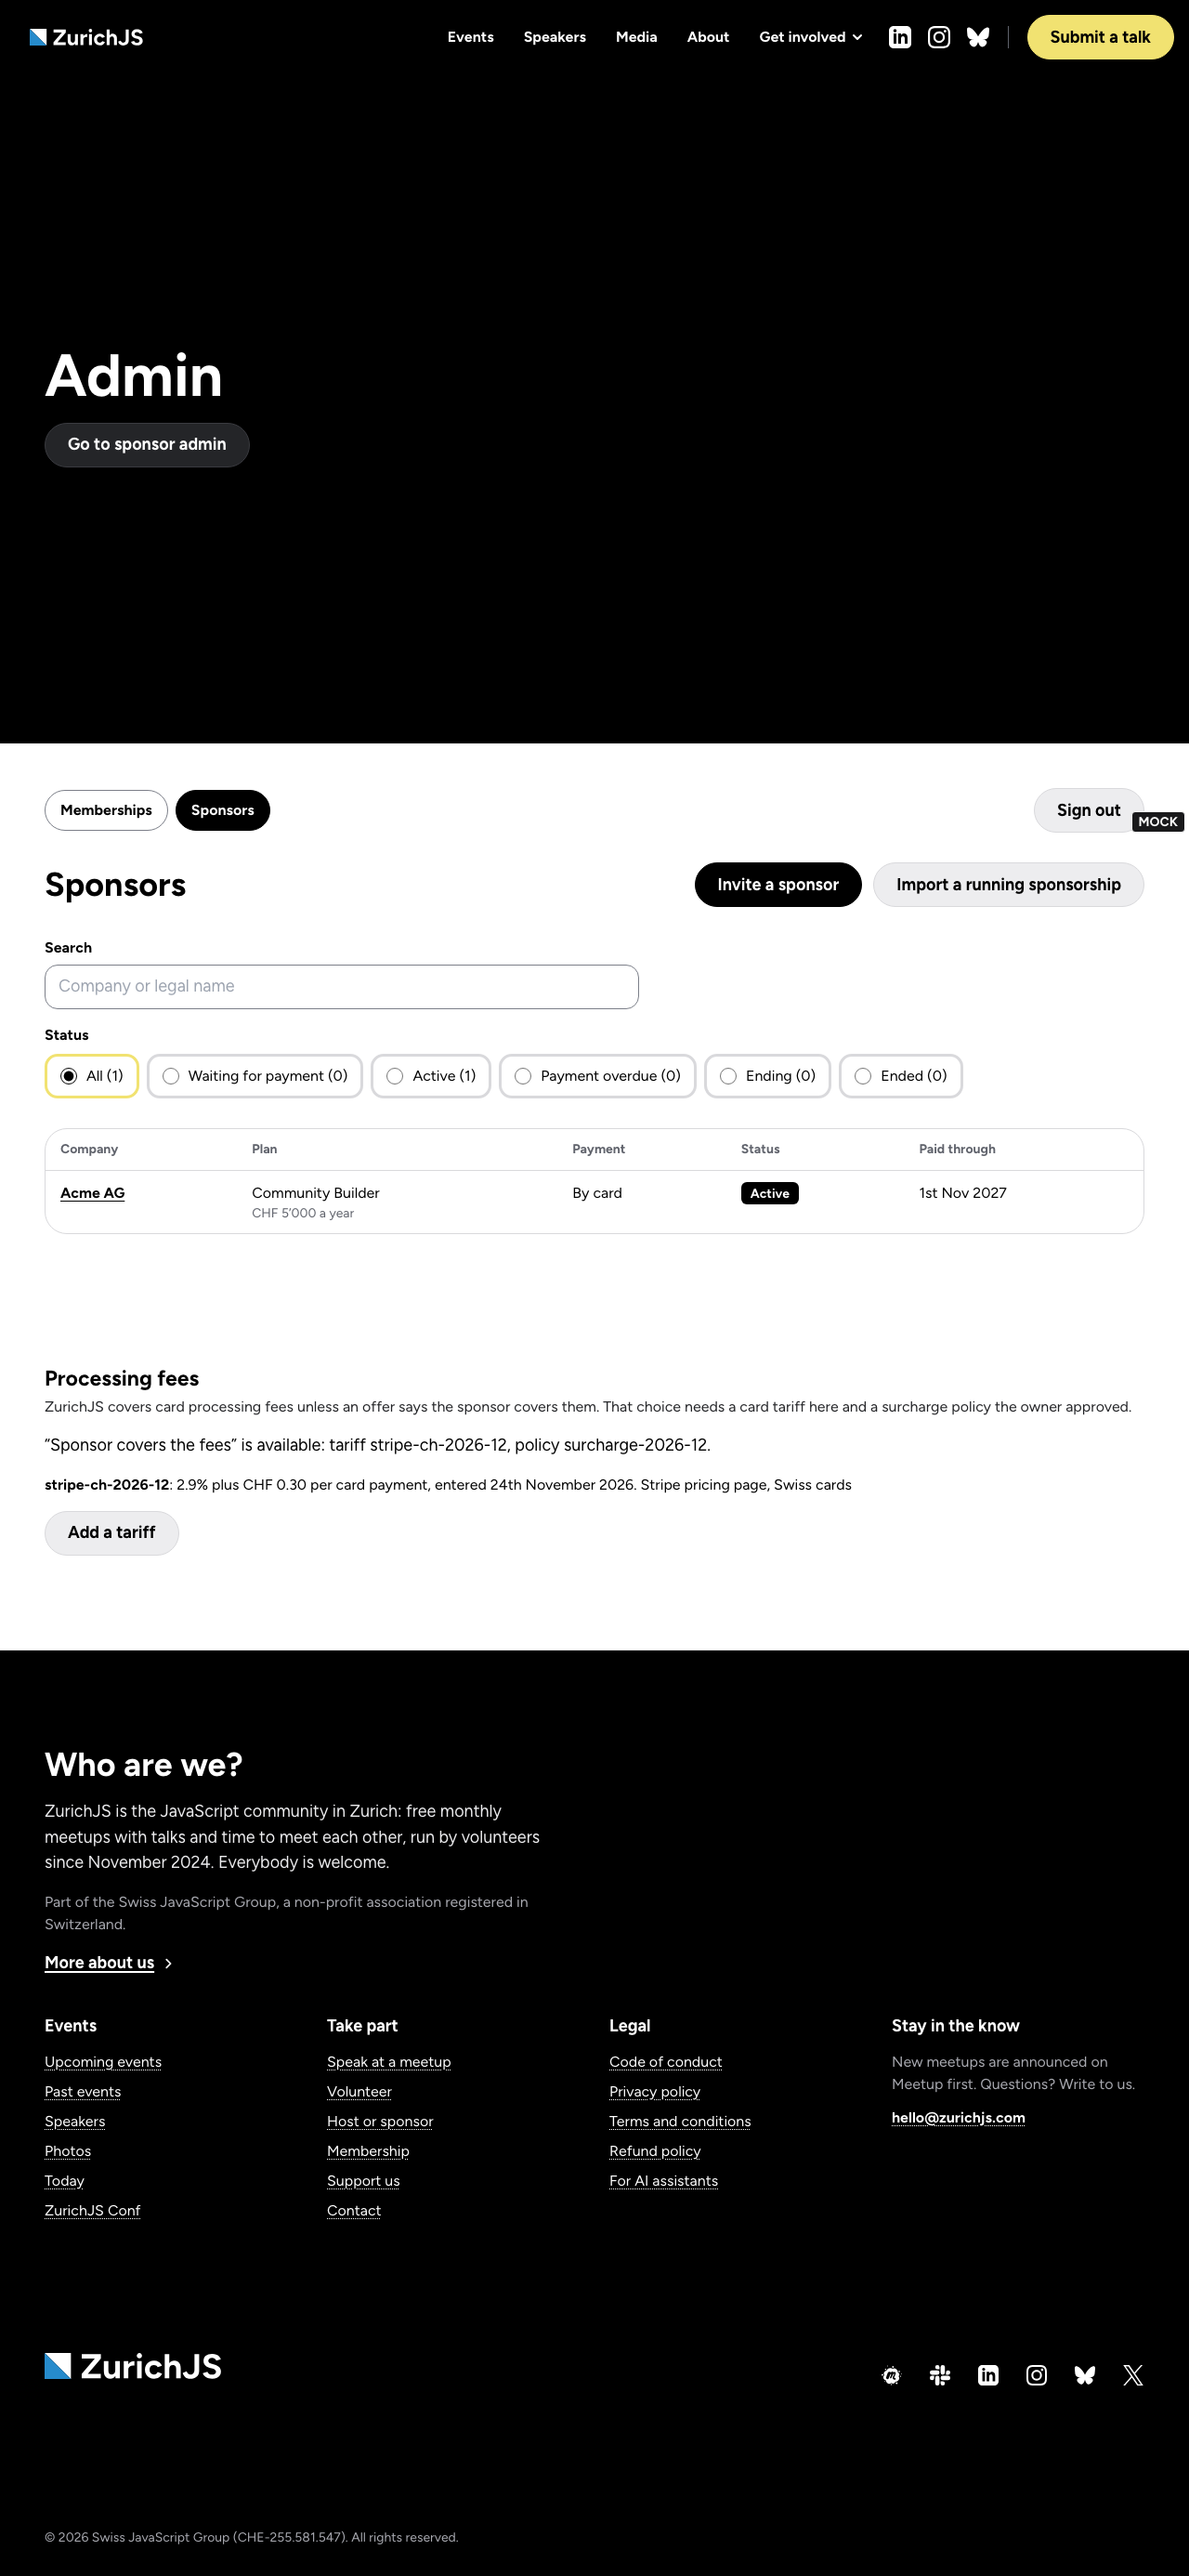 ZurichJS
Events Speakers Media About Get involved Submit a talk
Admin
Go to sponsor admin
Memberships Sponsors Sign out
MOCK
Sponsors Invite a sponsor Import a running sponsorship
Search
Company or legal name
Status
All (1) Waiting for payment (0) Active (1) Payment overdue (0) Ending (0) Ended (0)
Company Plan Payment Status Paid through
Acme AG Community Builder By card Active 1st Nov 2027
CHF 5’000 a year
Processing fees
ZurichJS covers card processing fees unless an offer says the sponsor covers them. That choice needs a card tariff here and a surcharge policy the owner approved.
“Sponsor covers the fees” is available: tariff stripe-ch-2026-12, policy surcharge-2026-12.
stripe-ch-2026-12: 2.9% plus CHF 0.30 per card payment, entered 24th November 2026. Stripe pricing page, Swiss cards
Add a tariff
Who are we?
ZurichJS is the JavaScript community in Zurich: free monthly
meetups with talks and time to meet each other, run by volunteers
since November 2024. Everybody is welcome.
Part of the Swiss JavaScript Group, a non-profit association registered in
Switzerland.
More about us
Events
Upcoming events
Past events
Speakers
Photos
Today
ZurichJS Conf
Take part
Speak at a meetup
Volunteer
Host or sponsor
Membership
Support us
Contact
Legal
Code of conduct
Privacy policy
Terms and conditions
Refund policy
For AI assistants
Stay in the know
New meetups are announced on
Meetup first. Questions? Write to us.
hello@zurichjs.com
ZurichJS
© 2026 Swiss JavaScript Group (CHE-255.581.547). All rights reserved.